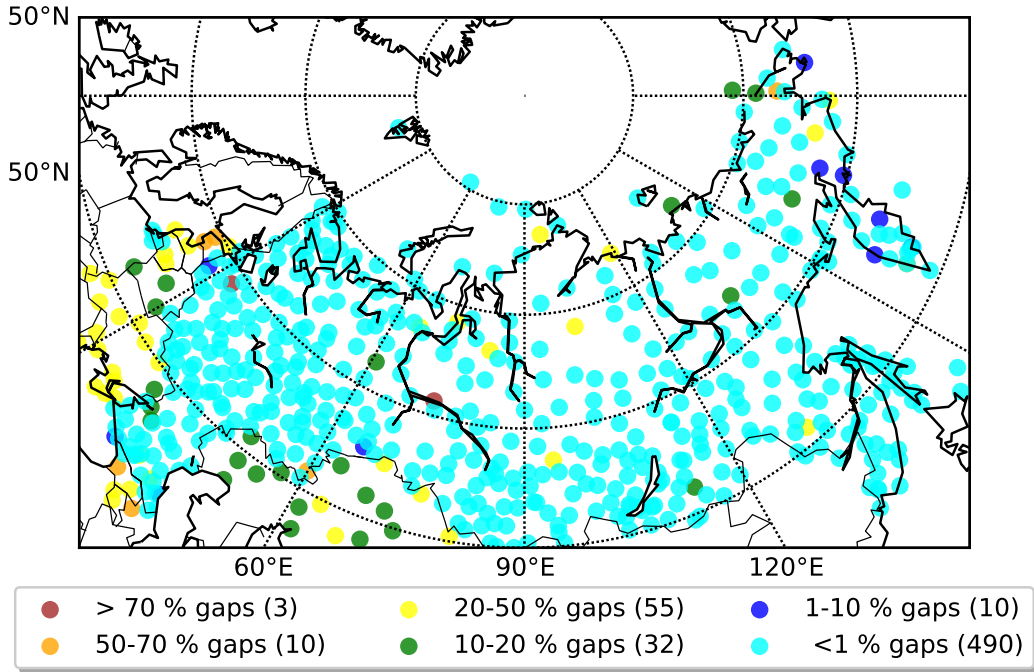 50°N
50°N
60°E 90°E 120°E
> 70 % gaps (3) 20-50 % gaps (55) 1-10 % gaps (10)
50-70 % gaps (10) 10-20 % gaps (32) <1 % gaps (490)